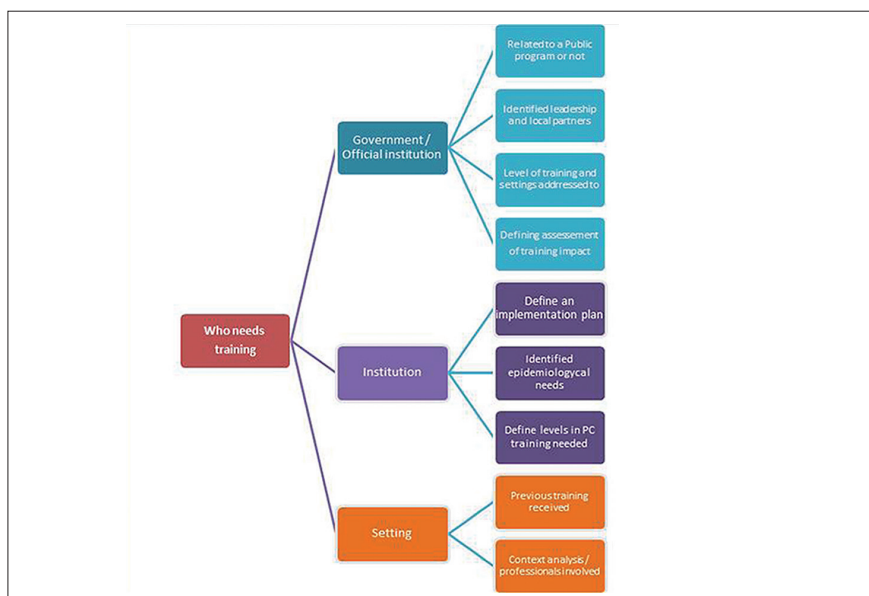 Who needs
training
Government /
Official institution
Related to a Public
program or not
Identified leadership
and local partners
Level of training and
settings addrressed to
Defining assessement
of training impact
Institution
Define an
implementation plan
Identified
epidemiologycal
needs
Define levels in PC
training needed
Setting
Previous training
received
Context analysis /
professionals involved